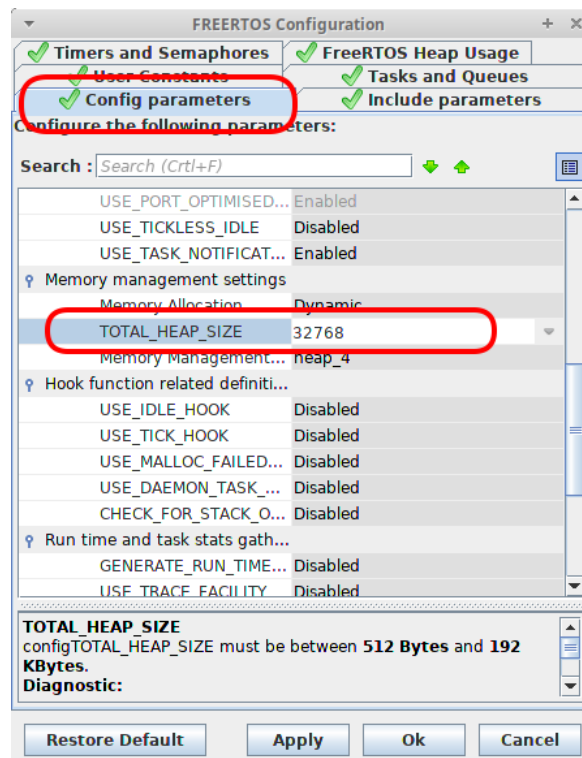 FREERTOS Configuration
Timers and Semaphores
FreeRTOS Heap Usage
User Constants
Tasks and Queues
Config parameters
Include parameters
Configure the following parameters:
Search : Search (Crtl+F)
USE_PORT_OPTIMISED... Enabled
USE_TICKLESS_IDLE Disabled
USE_TASK_NOTIFICAT... Enabled
Memory management settings
Memory Allocation Dynamic
TOTAL_HEAP_SIZE 32768
Memory Management... heap_4
Hook function related definiti...
USE_IDLE_HOOK Disabled
USE_TICK_HOOK Disabled
USE_MALLOC_FAILED... Disabled
USE_DAEMON_TASK_... Disabled
CHECK_FOR_STACK_O... Disabled
Run time and task stats gath...
GENERATE_RUN_TIME... Disabled
USE_TRACE_FACILITY Disabled
TOTAL_HEAP_SIZE
configTOTAL_HEAP_SIZE must be between 512 Bytes and 192
KBytes.
Diagnostic:
Restore Default
Apply
Ok
Cancel